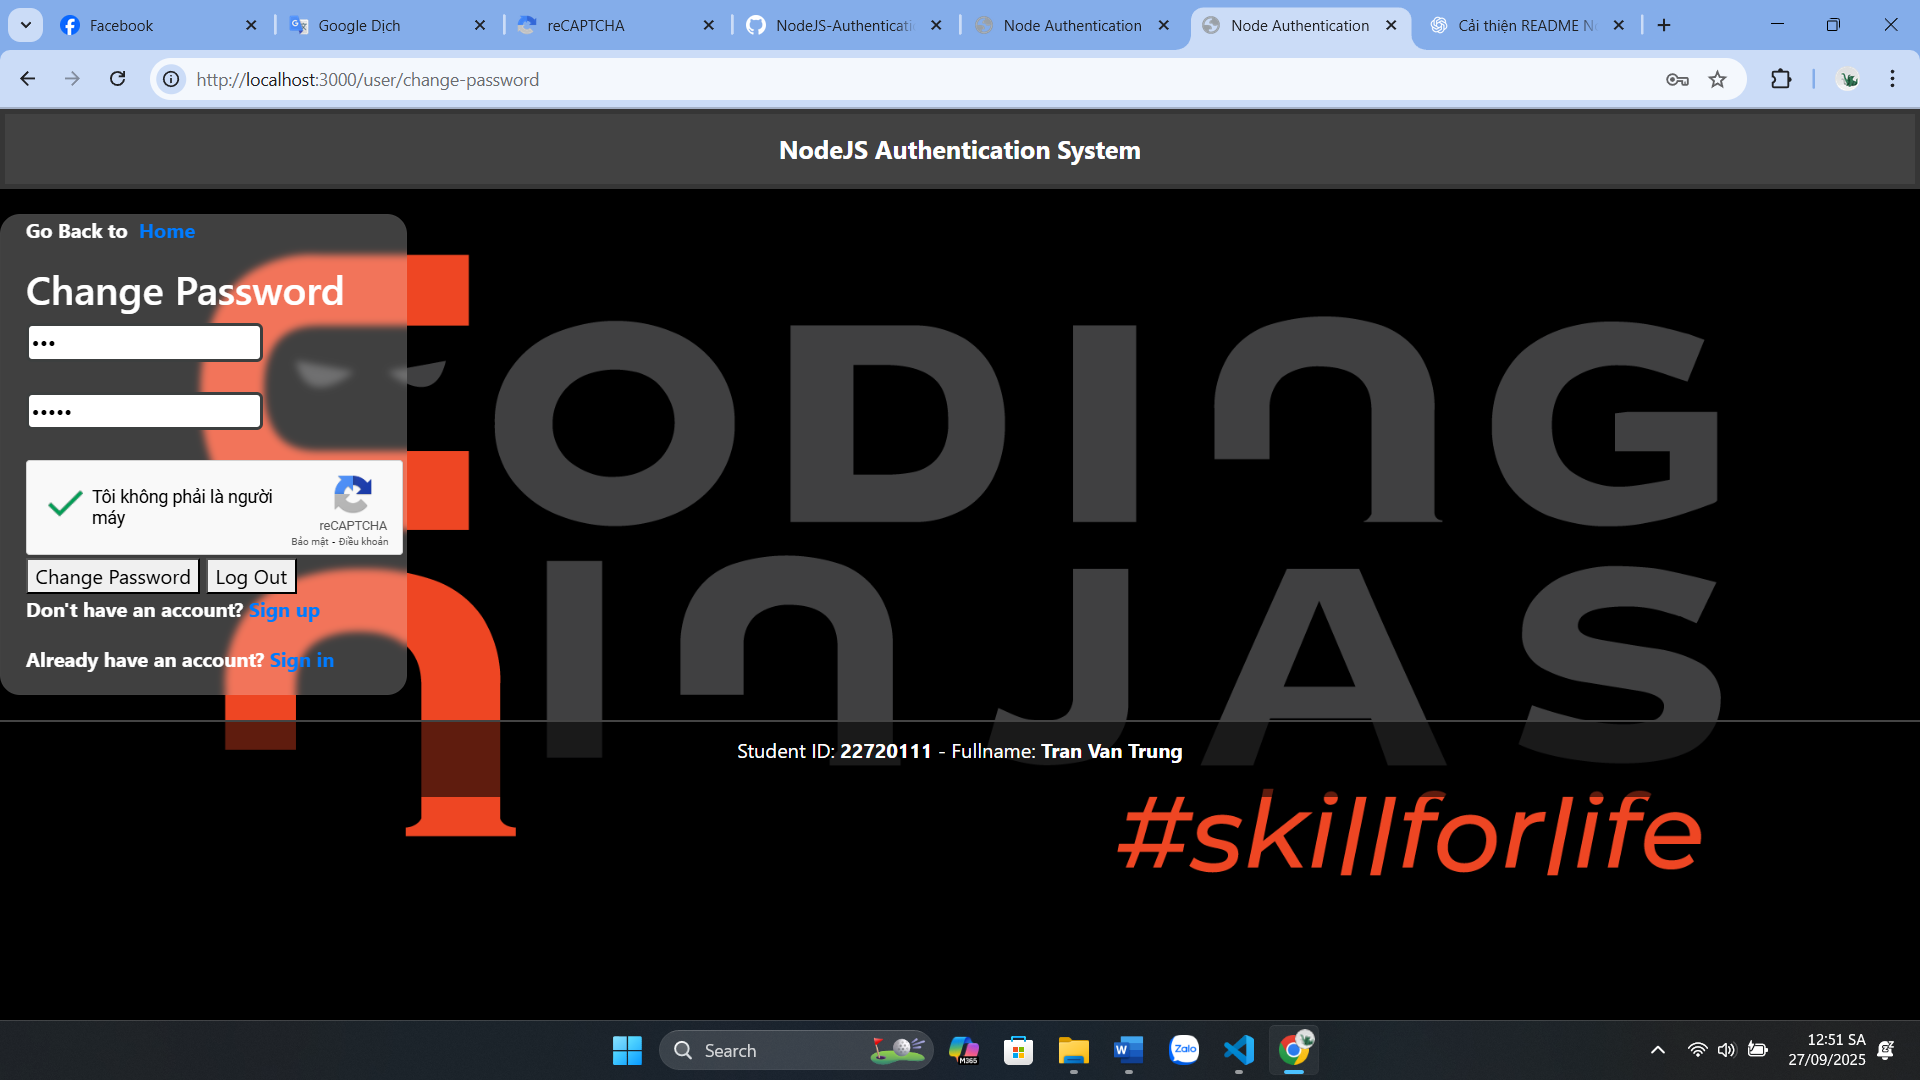 Facebook
Google Dịch
reCAPTCHA
NodeJS-Authenticati
Node Authentication
Node Authentication
Cải thiện README N
http://localhost:3000/user/change-password
NodeJS Authentication System
Go Back to Home
Change Password
•••
•••••
Tôi không phải là người
máy
reCAPTCHA
Bảo mật - Điều khoản
Change Password Log Out
Don't have an account? Sign up
Already have an account? Sign in
CODING
NINJAS
Student ID: 22720111 - Fullname: Tran Van Trung
#skillforlife
Search
M365
Zalo
12:51 SA
27/09/2025